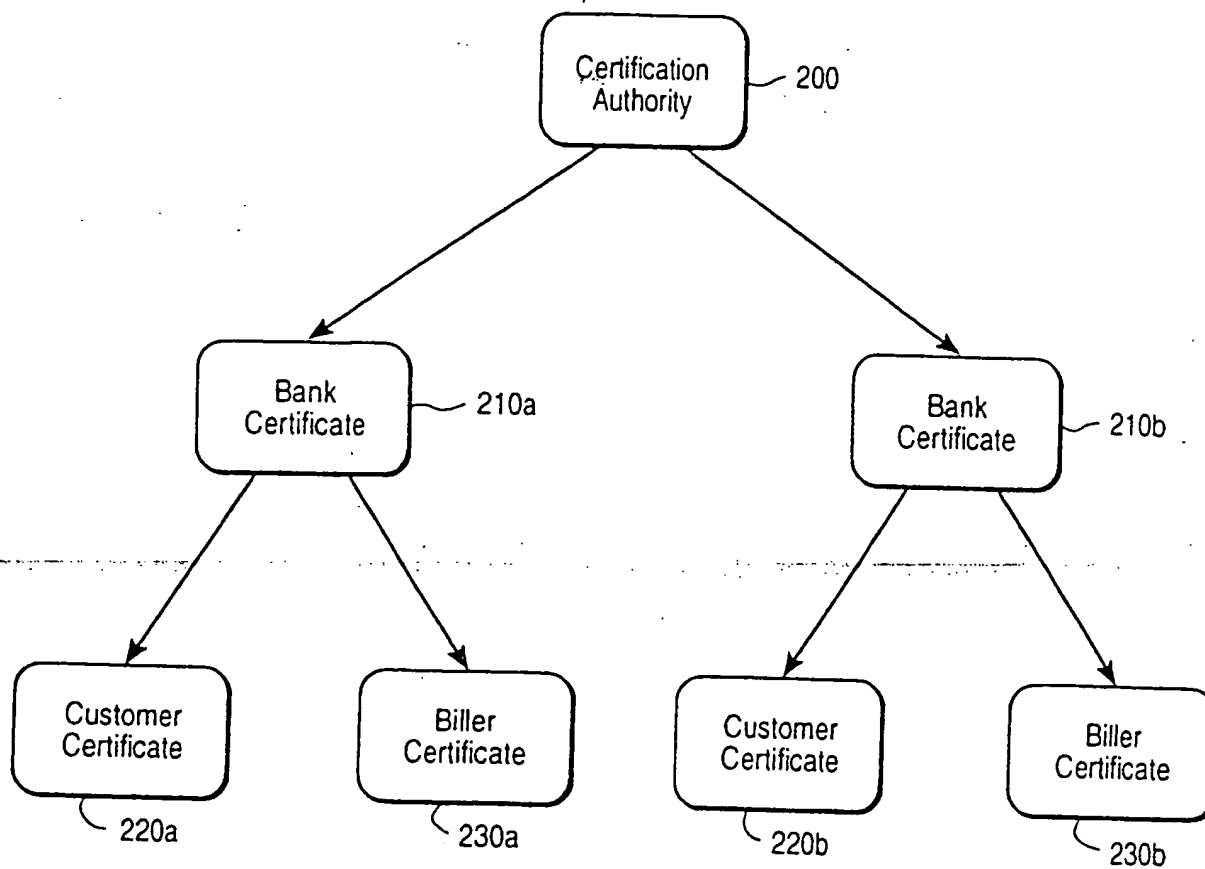 Certification
Authority
200
Bank
Certificate
210a
Bank
Certificate
210b
Customer
Certificate
220a
Biller
Certificate
230a
Customer
Certificate
220b
Biller
Certificate
230b